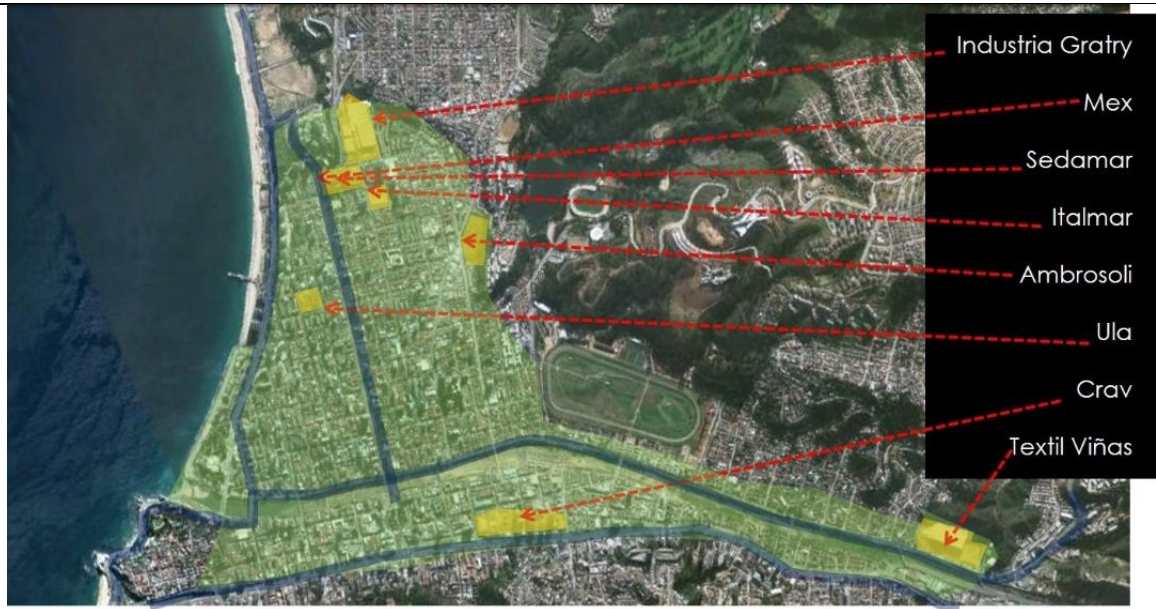 Industria Gratry
Mex
Sedamar
Italmar
Ambrosoli
Ula
Crav
Textil Viñas